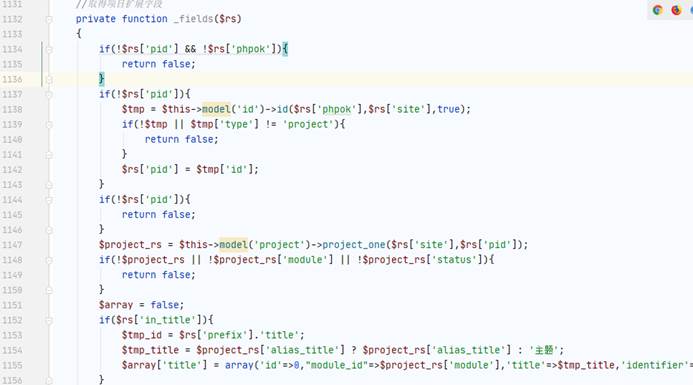 1131 //取得项目扩展字段
1132 private function _fields($rs)
1133 {
1134 if(!$rs['pid'] && !$rs['phpok']){
1135 return false;
1136 }
1137 if(!$rs['pid']){
1138 $tmp = $this->model('id')->id($rs['phpok'],$rs['site'],true);
1139 if(!$tmp || $tmp['type'] != 'project'){
1140 return false;
1141 }
1142 $rs['pid'] = $tmp['id'];
1143 }
1144 if(!$rs['pid']){
1145 return false;
1146 }
1147 $project_rs = $this->model('project')->project_one($rs['site'],$rs['pid']);
1148 if(!$project_rs || !$project_rs['module'] || !$project_rs['status']){
1149 return false;
1150 }
1151 $array = false;
1152 if($rs['in_title']){
1153 $tmp_id = $rs['prefix'].'title';
1154 $tmp_title = $project_rs['alias_title'] ? $project_rs['alias_title'] : '主题';
1155 $array['title'] = array('id'=>0,"module_id"=>$project_rs['module'],'title'=>$tmp_title,'identifier'=
1156 }